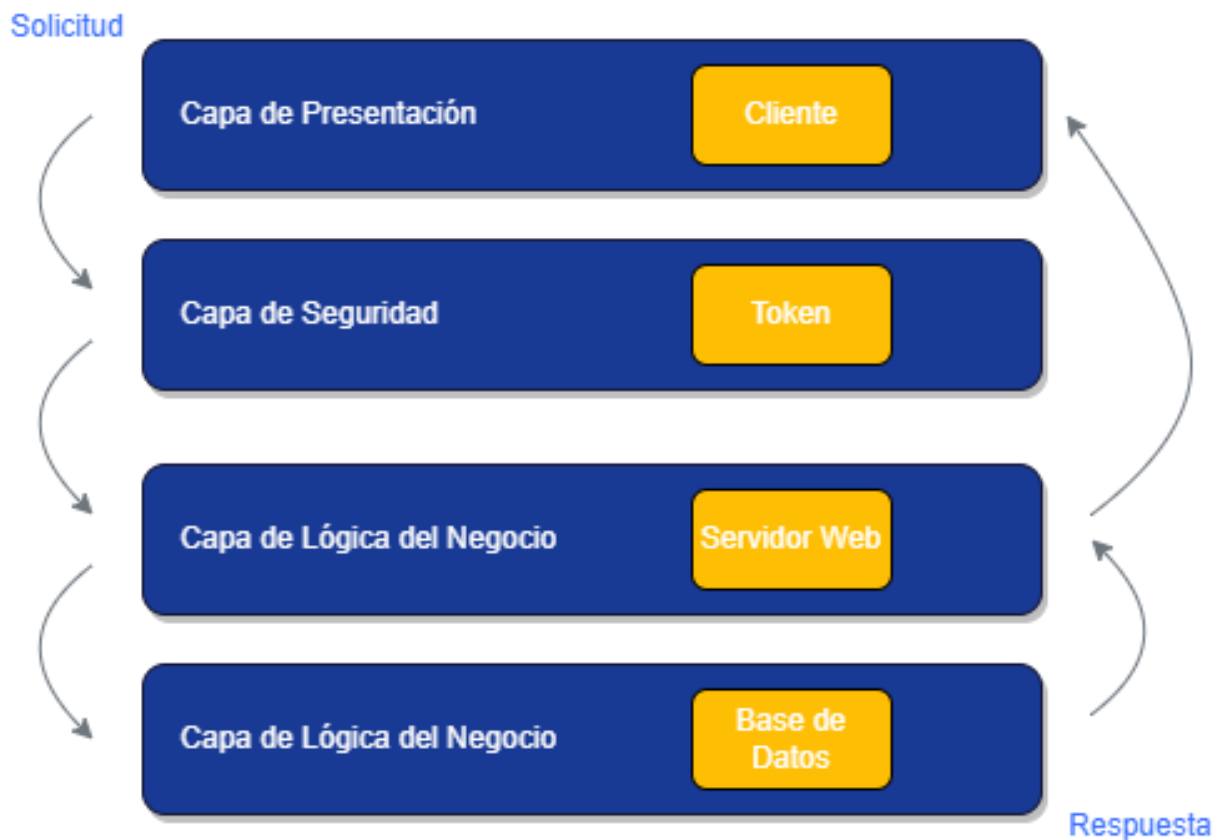 Solicitud
Capa de Presentación
Cliente
Capa de Seguridad
Token
Capa de Lógica del Negocio
Servidor Web
Capa de Lógica del Negocio
Base de
Datos
Respuesta